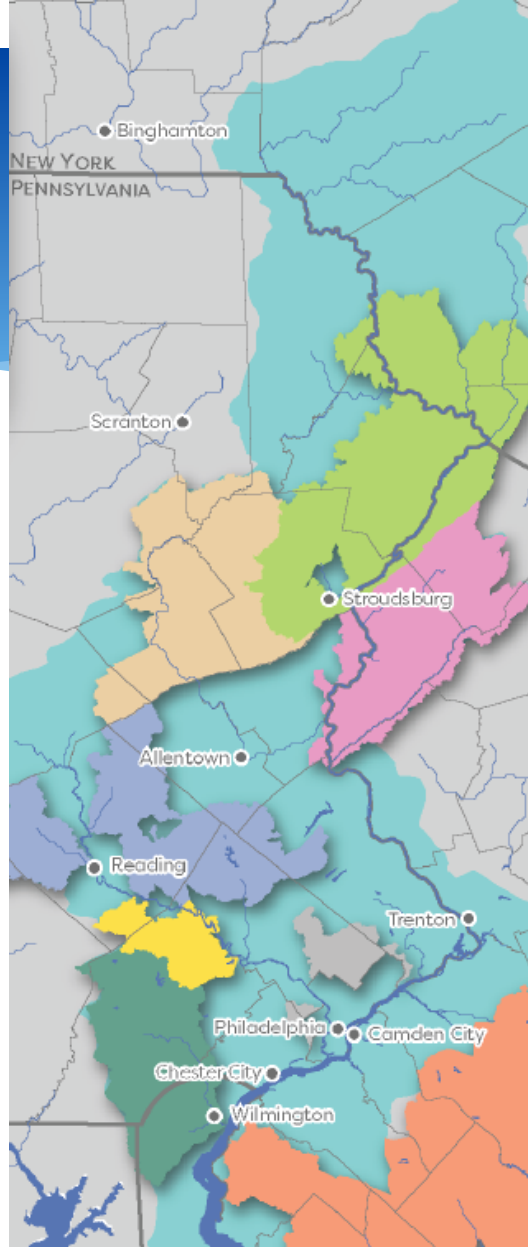 Binghamton
NEW YORK
PENNSYLVANIA
Scranton
Stroudsburg
Allentown
Reading
Trenton
Philadelphia
Camden City
Chester City
Wilmington